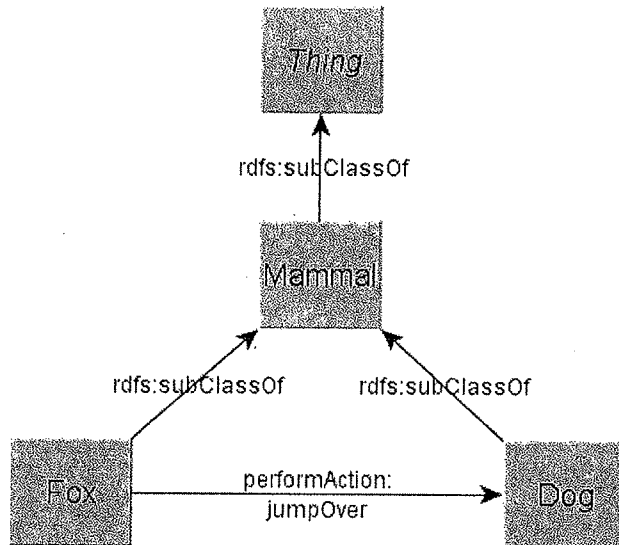 Thing
rdfs:subClassOf
Mammal
rdfs:subClassOf
rdfs:subClassOf
Fox
performAction:
jumpOver
Dog